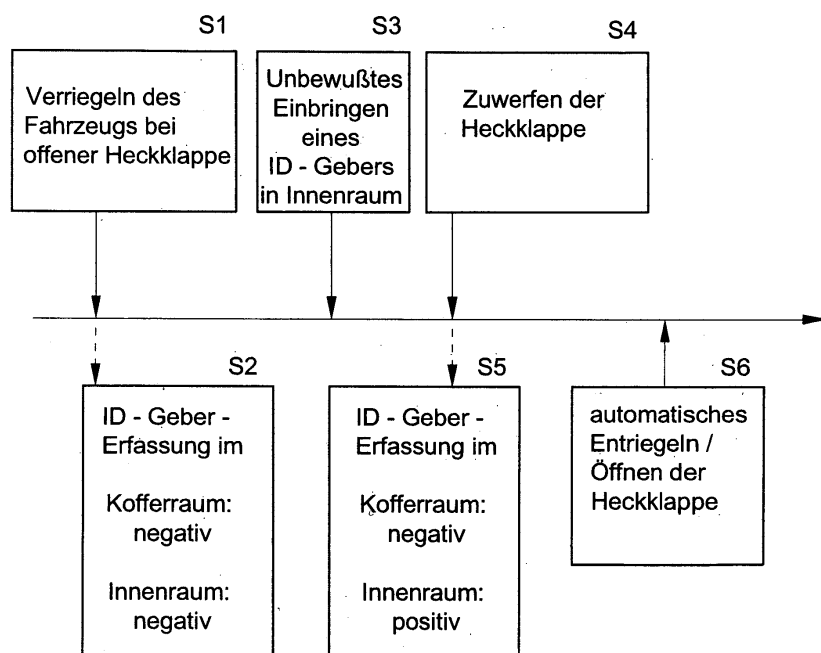 S1
Verriegeln des
Fahrzeugs bei
offener Heckklappe
S3
Unbewußtes
Einbringen
eines
ID - Gebers
in Innenraum
S4
Zuwerfen der
Heckklappe
S2
ID - Geber -
Erfassung im
Kofferraum:
negativ
Innenraum:
negativ
S5
ID - Geber -
Erfassung im
Kofferraum:
negativ
Innenraum:
positiv
S6
automatisches
Entriegeln /
Öffnen der
Heckklappe